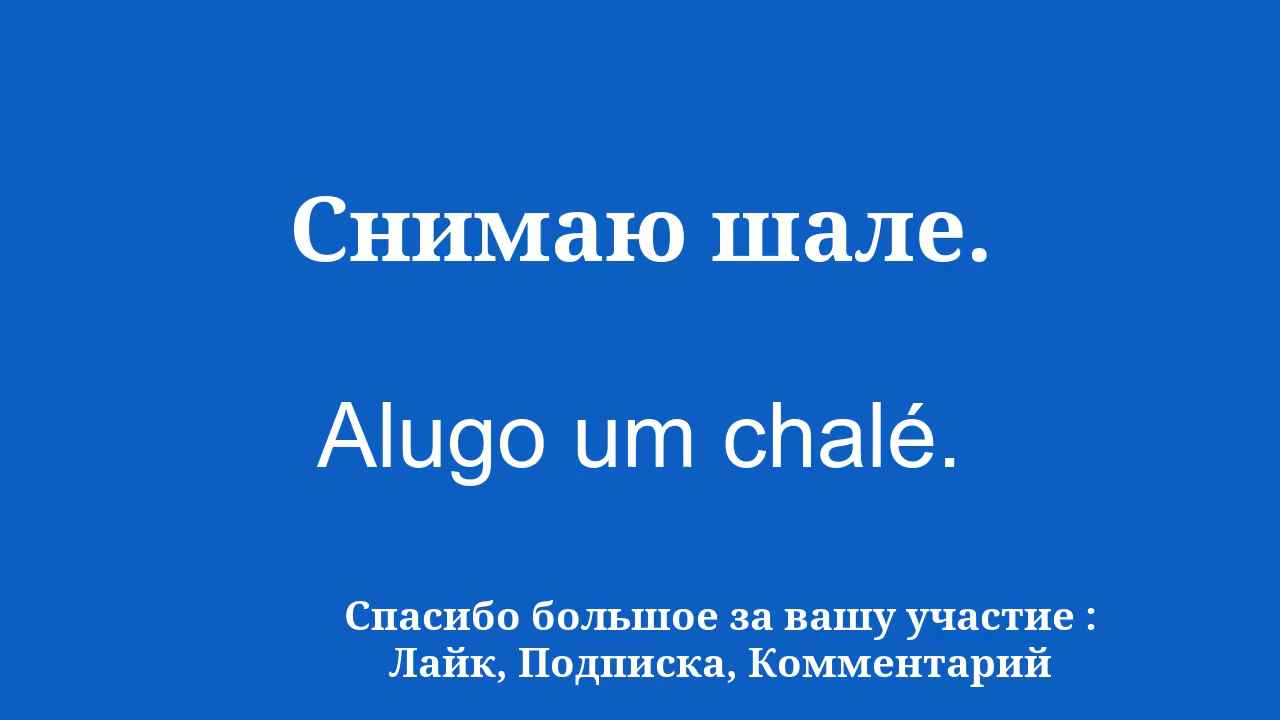 Снимаю шале.
Alugo um chalé.
Спасибо большое за вашу участие :
Лайк, Подписка, Комментарий